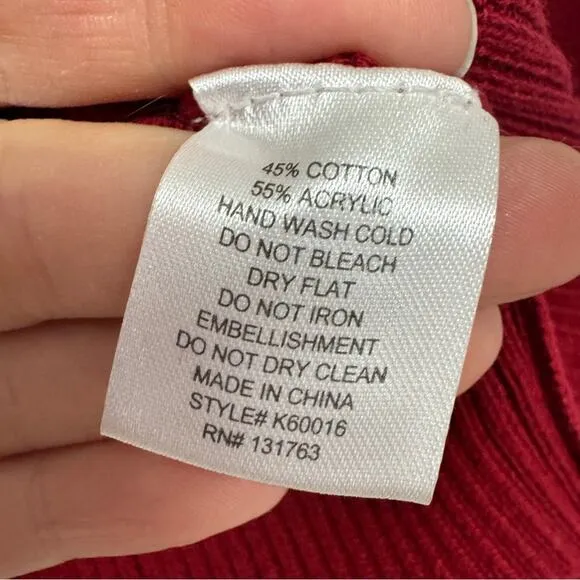 45% COTTON
55% ACRYLIC
HAND WASH COLD
DO NOT BLEACH
DRY FLAT
DO NOT IRON
EMBELLISHMENT
DO NOT DRY CLEAN
MADE IN CHINA
STYLE# K60016
RN# 131763